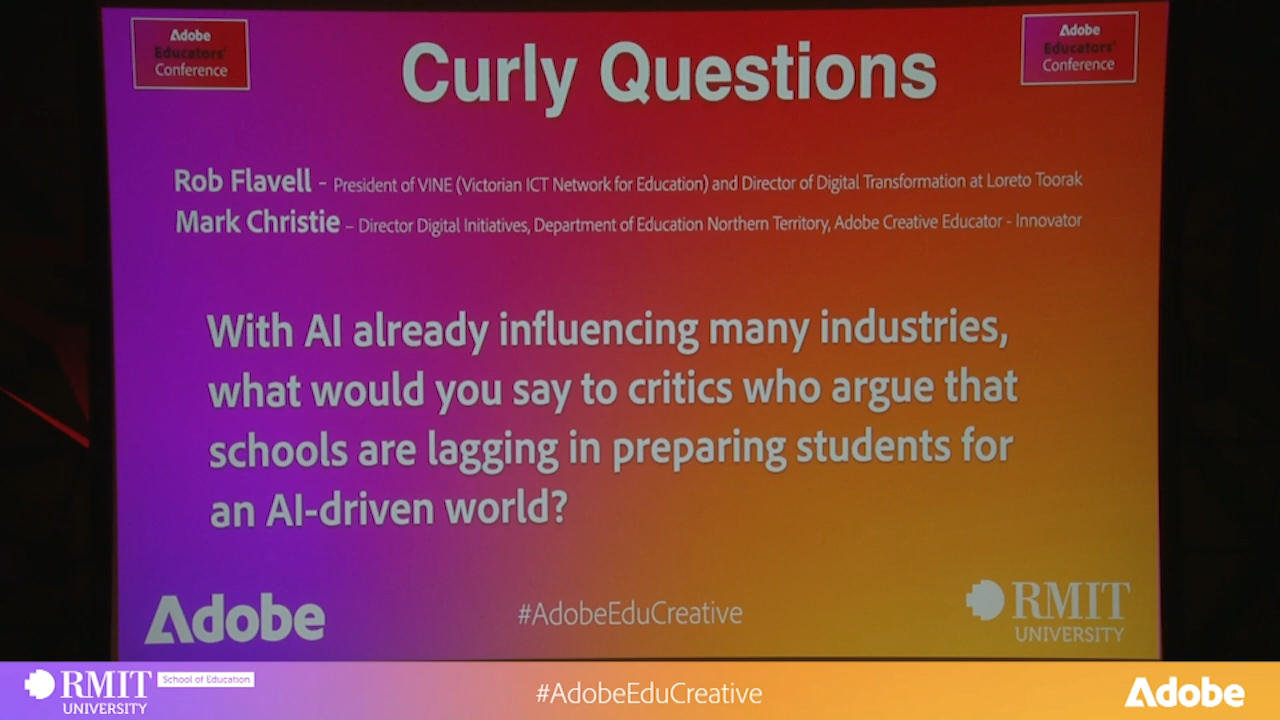 Adobe
Educators'
Conference
Curly Questions
Adobe
Educators'
Conference
Rob Flavell – President of VINE (Victorian ICT Network for Education) and Director of Digital Transformation at Loreto Toorak
Mark Christie – Director Digital Initiatives, Department of Education Northern Territory, Adobe Creative Educator - Innovator
With AI already influencing many industries,
what would you say to critics who argue that
schools are lagging in preparing students for
an AI-driven world?
Adobe
#AdobeEduCreative
RMIT
UNIVERSITY
RMIT
UNIVERSITY
School of Education
#AdobeEduCreative
Adobe